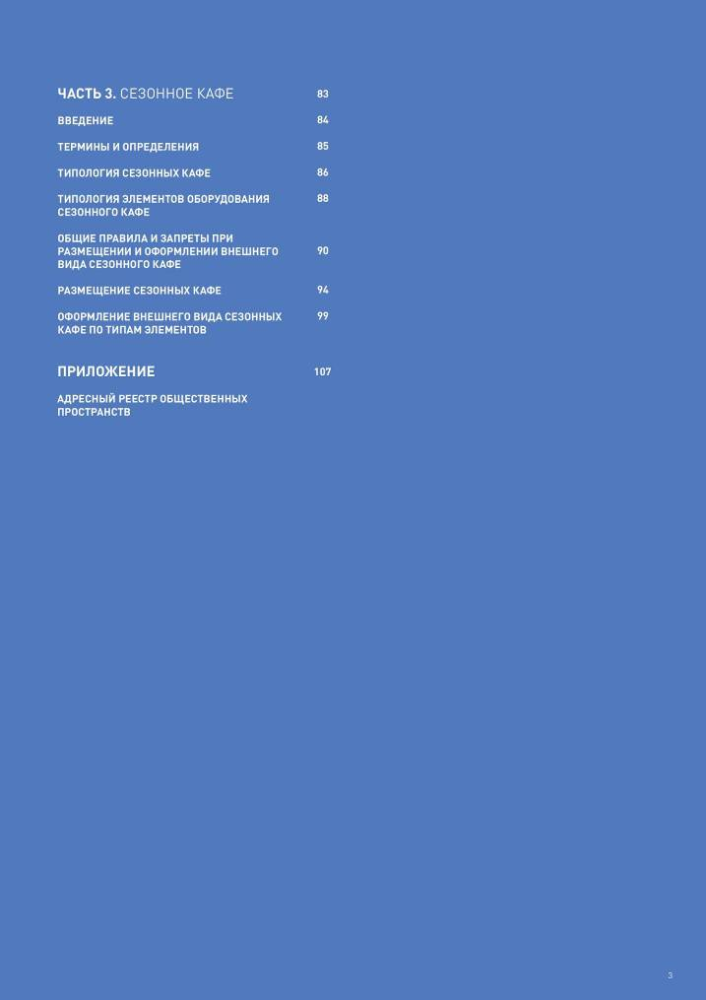 ЧАСТЬ 3. СЕЗОННОЕ КАФЕ 83
ВВЕДЕНИЕ 84
ТЕРМИНЫ И ОПРЕДЕЛЕНИЯ 85
ТИПОЛОГИЯ СЕЗОННЫХ КАФЕ 86
ТИПОЛОГИЯ ЭЛЕМЕНТОВ ОБОРУДОВАНИЯ 88
СЕЗОННОГО КАФЕ
ОБЩИЕ ПРАВИЛА И ЗАПРЕТЫ ПРИ
РАЗМЕЩЕНИИ И ОФОРМЛЕНИИ ВНЕШНЕГО 90
ВИДА СЕЗОННОГО КАФЕ
РАЗМЕЩЕНИЕ СЕЗОННЫХ КАФЕ 94
ОФОРМЛЕНИЕ ВНЕШНЕГО ВИДА СЕЗОННЫХ 99
КАФЕ ПО ТИПАМ ЭЛЕМЕНТОВ
ПРИЛОЖЕНИЕ 107
АДРЕСНЫЙ РЕЕСТР ОБЩЕСТВЕННЫХ
ПРОСТРАНСТВ
3